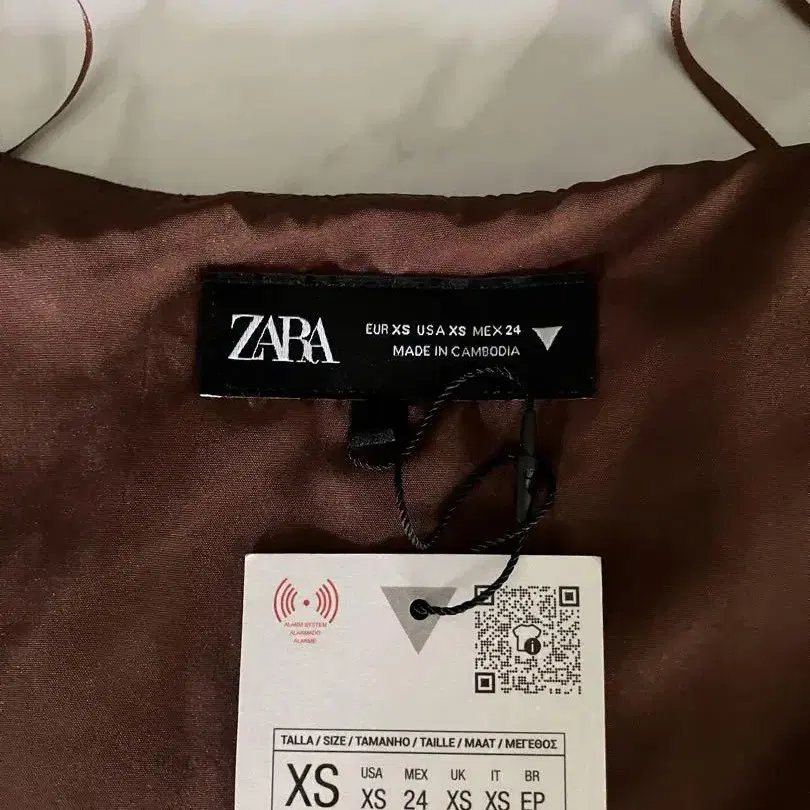 ZARA
EUR XS USA XS MEX 24
MADE IN CAMBODIA
ALARM SYSTEM
ALARMADO
ALARME
TALLA / SIZE / TAMANHO / TAILLE / MAAT / ΜΕΓΕΘΟΣ
USA MEX UK IT BR
XS XS 24 XS XS EP